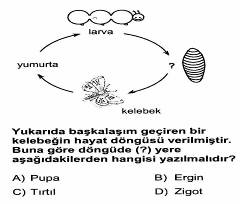 larva
yumurta
?
kelebek
Yukarıda başkalaşım geçiren bir
kelebeğin hayat döngüsü verilmiştir.
Buna göre döngüde (?) yere
aşağıdakilerden hangisi yazılmalıdır?
A) Pupa B) Ergin
C) Tırtıl D) Zigot